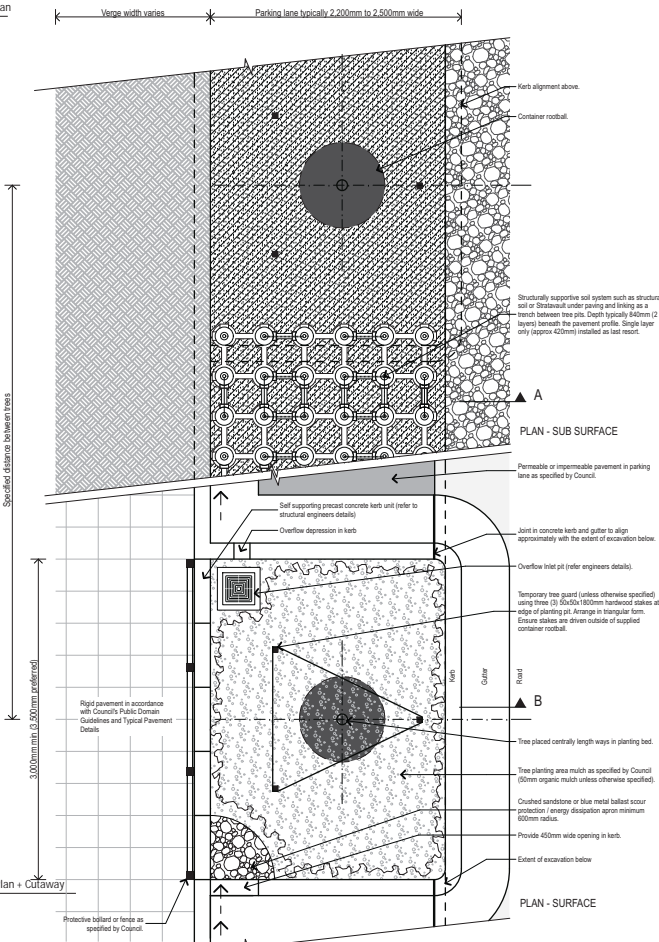 an
Verge width varies
Parking lane typically 2,200mm to 2,500mm wide
Kerb alignment above.
Container rootball.
Specified distance between trees
Structurally supportive soil system such as structura
soil or Stratavault under paving and linking as a
trench between tree pits. Depth typically 840mm (2
layers) beneath the pavement profile. Single layer
only (approx 420mm) installed as last resort.
A
PLAN - SUB SURFACE
Permeable or impermeable pavement in parking
lane as specified by Council.
Self supporting precast concrete kerb unit (refer to
structural engineers details)
Overflow depression in kerb
Joint in concrete kerb and gutter to align
approximately with the extent of excavation below.
Overflow Inlet pit (refer engineers details).
Temporary tree guard (unless otherwise specified)
using three (3) 50x50x1800mm hardwood stakes at
edge of planting pit. Arrange in triangular form.
Ensure stakes are driven outside of supplied
container rootball.
3,000mm min (3,500mm preferred)
Rigid pavement in accordance
with Council's Public Domain
Guidelines and Typical Pavement
Details
Kerb
Gutter
Road
B
Tree placed centrally length ways in planting bed.
Tree planting area mulch as specified by Council
(50mm organic mulch unless otherwise specified).
Crushed sandstone or blue metal ballast scour
protection / energy dissipation apron minimum
600mm radius.
Provide 450mm wide opening in kerb.
Extent of excavation below
lan + Cutaway
PLAN - SURFACE
Protective bollard or fence as
specified by Council.